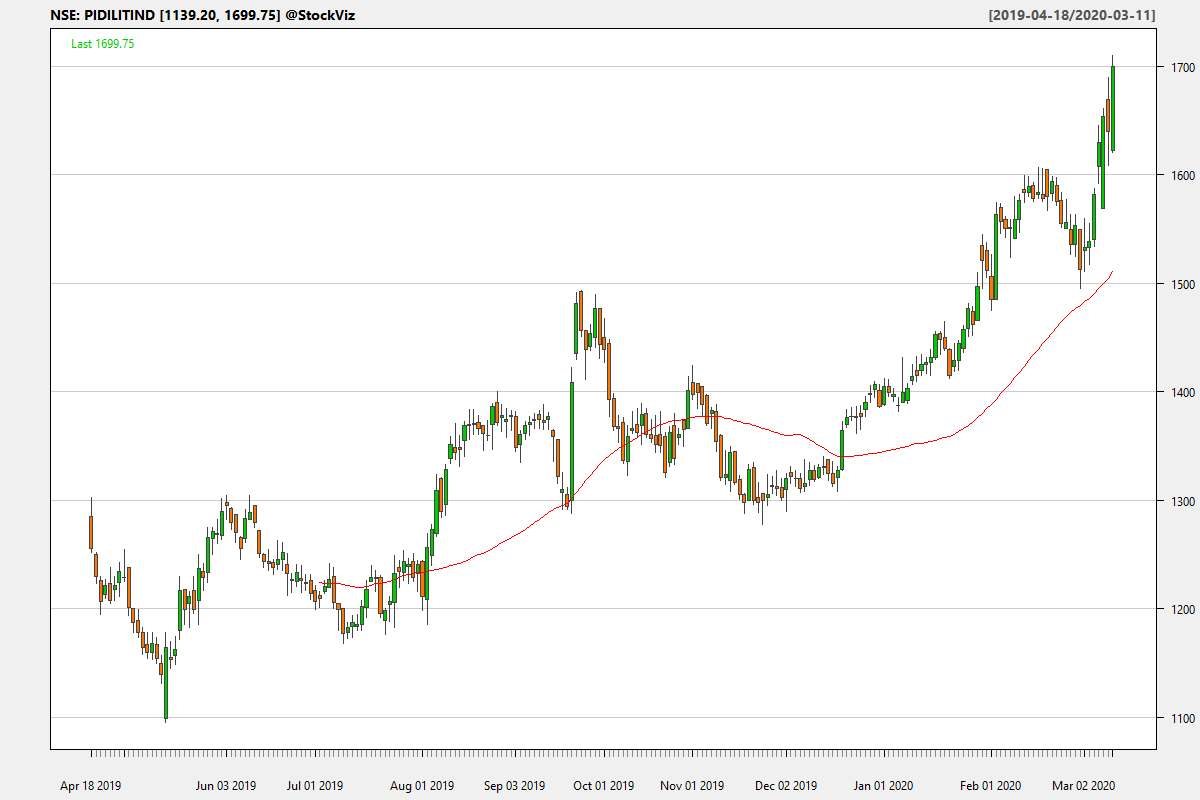 NSE: PIDILITIND [1139.20, 1699.75] @StockViz [2019-04-18/2020-03-11]
Last 1699.75
1700
1600
1500
1400
1300
1200
1100
Apr 18 2019 Jun 03 2019 Jul 01 2019 Aug 01 2019 Sep 03 2019 Oct 01 2019 Nov 01 2019 Dec 02 2019 Jan 01 2020 Feb 01 2020 Mar 02 2020